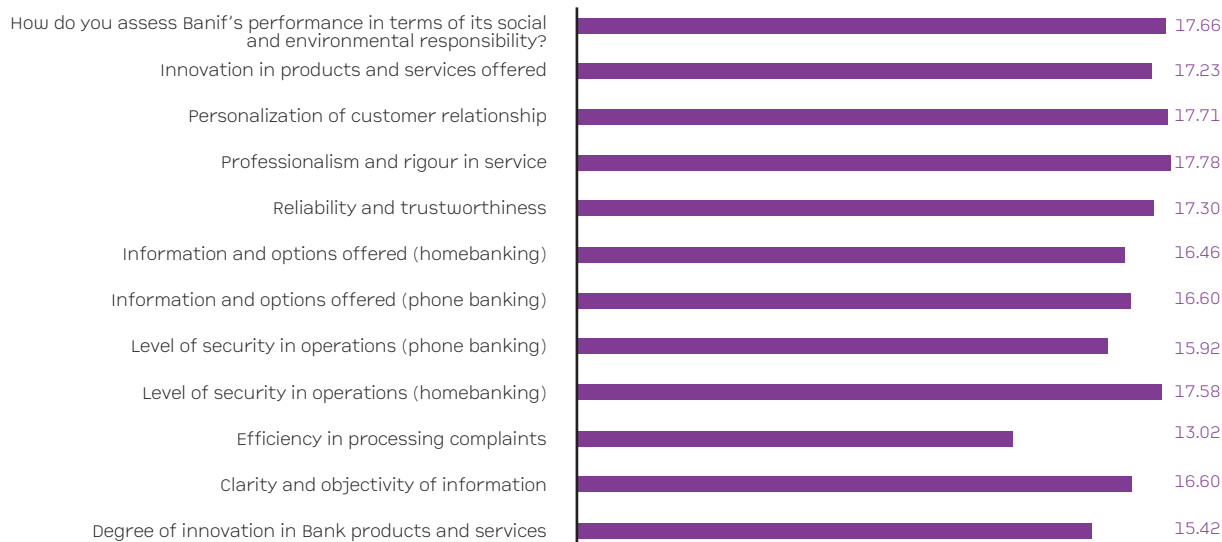 How do you assess Banif's performance in terms of its social
and environmental responsibility?
17.66
Innovation in products and services offered
17.23
Personalization of customer relationship
17.71
Professionalism and rigour in service
17.78
Reliability and trustworthiness
17.30
Information and options offered (homebanking)
16.46
Information and options offered (phone banking)
16.60
Level of security in operations (phone banking)
15.92
Level of security in operations (homebanking)
17.58
Efficiency in processing complaints
13.02
Clarity and objectivity of information
16.60
Degree of innovation in Bank products and services
15.42